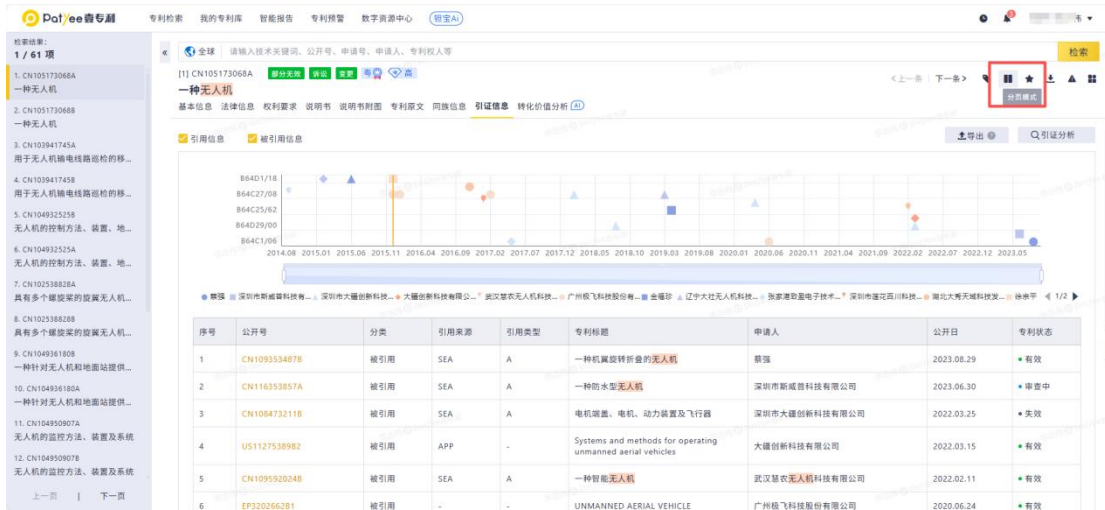 Patyee壹专利 专利检索 我的专利库 智能报告 专利预警 数字资源中心 (银宝Ai)
检索结果:
1 / 61 项
1. CN105173068A
一种无人机
2. CN105173068B
一种无人机
3. CN103941745A
用于无人机输电线路巡检的移...
4. CN103941745B
用于无人机输电线路巡检的移...
5. CN104932525B
无人机的控制方法、装置、地...
6. CN104932525A
无人机的控制方法、装置、地...
7. CN102538828A
具有多个螺旋桨的旋翼无人机...
8. CN102538828B
具有多个螺旋桨的旋翼无人机...
9. CN104936180B
一种针对无人机和地面站提供...
10. CN104936180A
一种针对无人机和地面站提供...
11. CN104950907A
无人机的监控方法、装置及系统
12. CN104950907B
无人机的监控方法、装置及系统
上一页 | 下一页
全球 请输入技术关键词、公开号、申请号、申请人、专利权人等 检索
[1] CN105173068A 部分无效 诉讼 变更 粤 高 <上一条 下一条>
一种无人机
分页模式
基本信息 法律信息 权利要求 说明书 说明书附图 专利原文 同族信息 引证信息 转化价值分析 AI
引用信息 被引用信息 导出 引证分析
B64D1/18
B64C27/08
B64C25/62
B64D29/00
B64C1/06
2014.08 2015.01 2015.06 2015.11 2016.04 2016.09 2017.02 2017.07 2017.12 2018.05 2018.10 2019.03 2019.08 2020.01 2020.06 2020.11 2021.04 2021.09 2022.02 2022.07 2022.12 2023.05
蔡强 深圳市斯威普科技有... 深圳市大疆创新科技... 大疆创新科技有限公... 武汉慧农无人机科技... 广州极飞科技股份有... 金福珍 辽宁大壮无人机科技... 张家港致盈电子技术... 深圳市莲花百川科技... 湖北大秀天域科技发... 徐余平 1/2
序号 公开号 分类 引用来源 引用类型 专利标题 申请人 公开日 专利状态
1 CN109353487B 被引用 SEA A 一种机翼旋转折叠的无人机 蔡强 2023.08.29 有效
2 CN116353857A 被引用 SEA A 一种防水型无人机 深圳市斯威普科技有限公司 2023.06.30 审查中
3 CN108473211B 被引用 SEA A 电机端盖、电机、动力装置及飞行器 深圳市大疆创新科技有限公司 2022.03.25 失效
4 US11275389B2 被引用 APP - Systems and methods for operating unmanned aerial vehicles 大疆创新科技有限公司 2022.03.15 有效
5 CN109592024B 被引用 SEA A 一种智能无人机 武汉慧农无人机科技有限公司 2022.02.11 有效
6 EP3202662B1 被引用 - - UNMANNED AERIAL VEHICLE 广州极飞科技股份有限公司 2020.06.24 有效